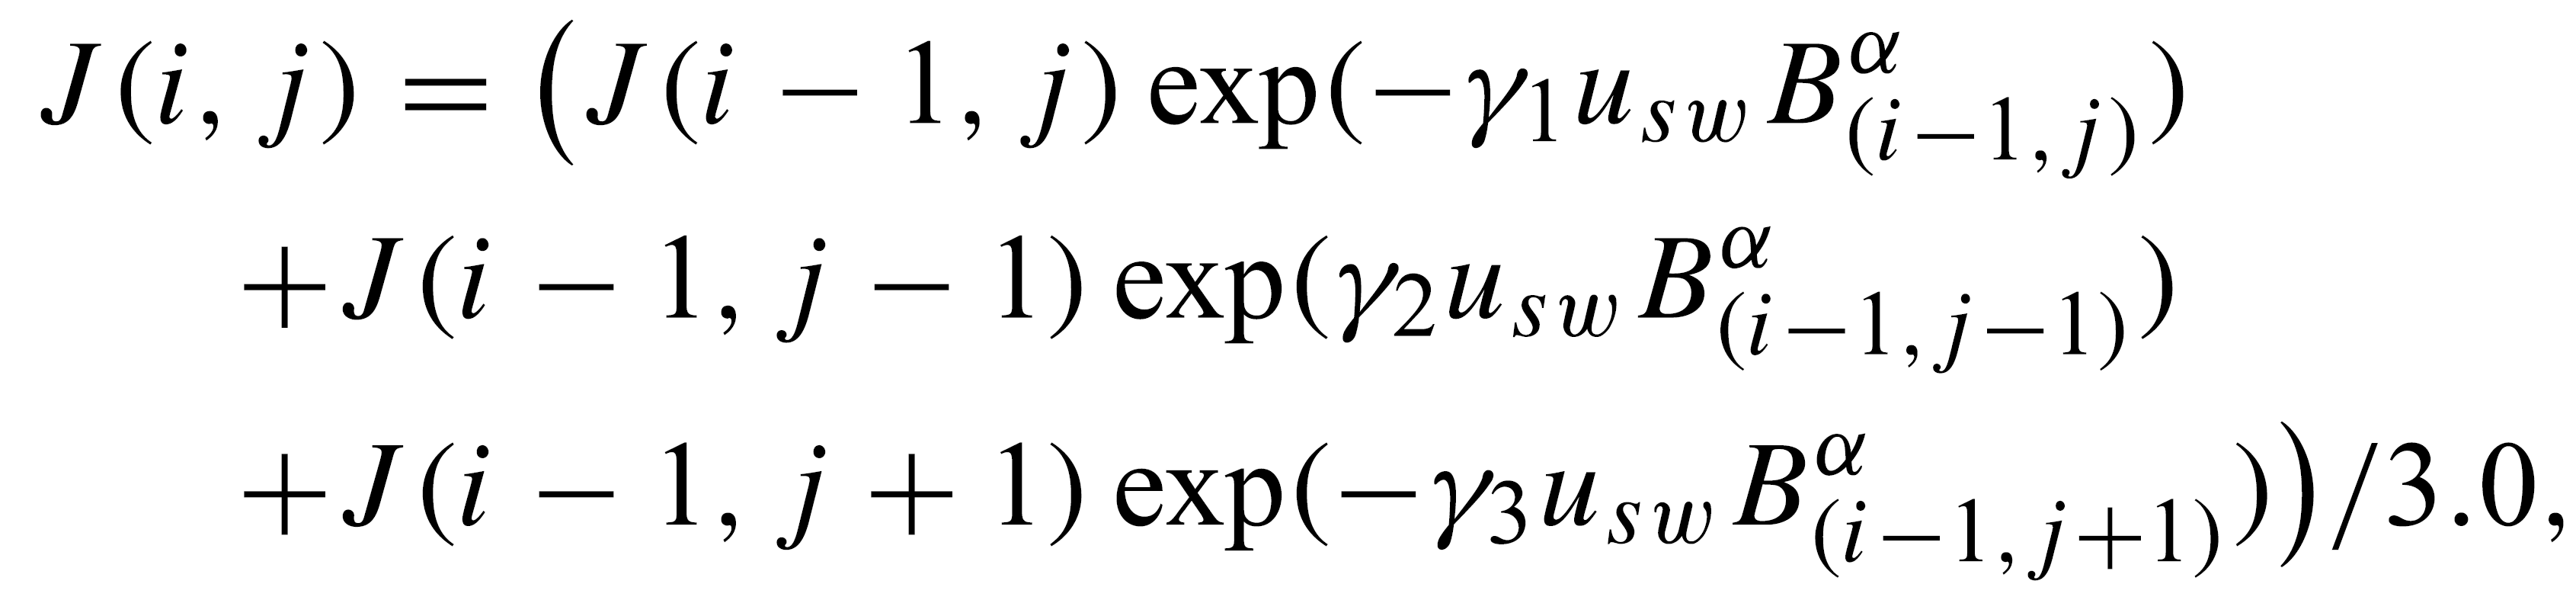 J(i, j) = (J(i − 1, j) exp(−γ₁u_{sw}B^α_{(i−1,j)})
+J(i − 1, j − 1) exp(γ₂u_{sw}B^α_{(i−1,j−1)})
+J(i − 1, j + 1) exp(−γ₃u_{sw}B^α_{(i−1,j+1)}))/3.0,